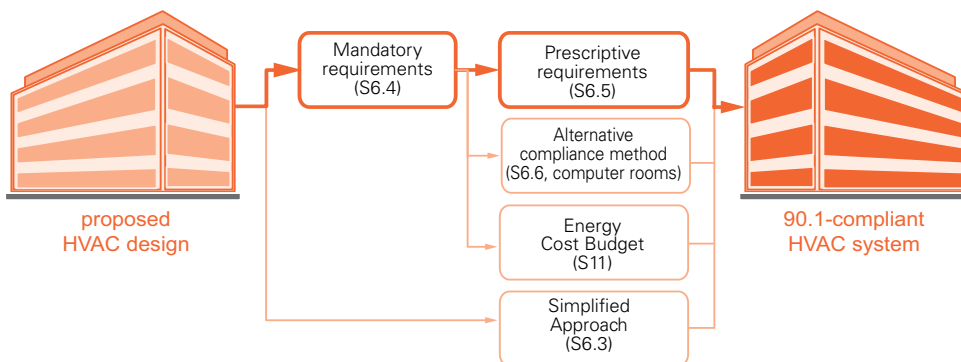 Mandatory
requirements
(S6.4)
Prescriptive
requirements
(S6.5)
Alternative
compliance method
(S6.6, computer rooms)
proposed
HVAC design
90.1-compliant
HVAC system
Energy
Cost Budget
(S11)
Simplified
Approach
(S6.3)